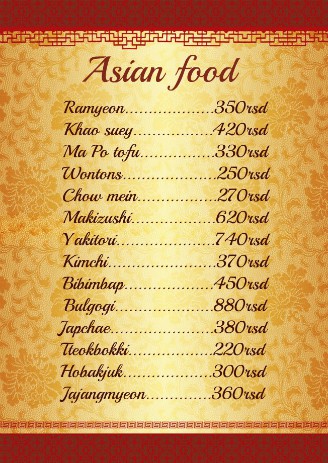 Asian food
Ramyeon....................350rsd
Khao suey..................420rsd
Ma Po tofu.................330rsd
Wontons.....................250rsd
Chow mein..................270rsd
Makizushi...................620rsd
Yakitori......................740rsd
Kimchi........................370rsd
Bibimbap....................450rsd
Bulgogi......................880rsd
Japchae.......................380rsd
Tteokbokki...................220rsd
Hobakjuk....................300rsd
Jajangmyeon...............360rsd